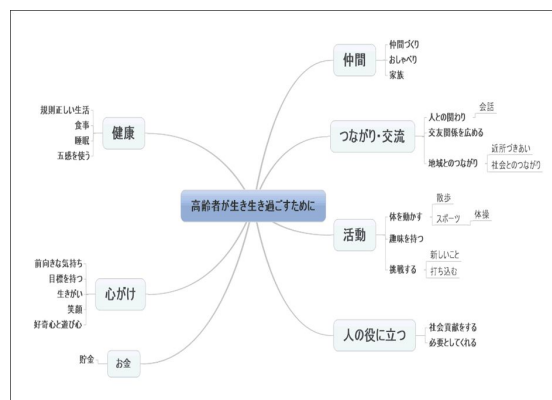 高齢者が生き生き過ごすために
仲間
仲間づくり
おしゃべり
家族
つながり・交流
人との関わり
会話
交友関係を広める
地域とのつながり
近所づきあい
社会とのつながり
活動
体を動かす
散歩
スポーツ
体操
趣味を持つ
挑戦する
新しいこと
打ち込む
人の役に立つ
社会貢献をする
必要としてくれる
健康
規則正しい生活
食事
睡眠
五感を使う
心がけ
前向きな気持ち
目標を持つ
生きがい
笑顔
好奇心と遊び心
お金
貯金